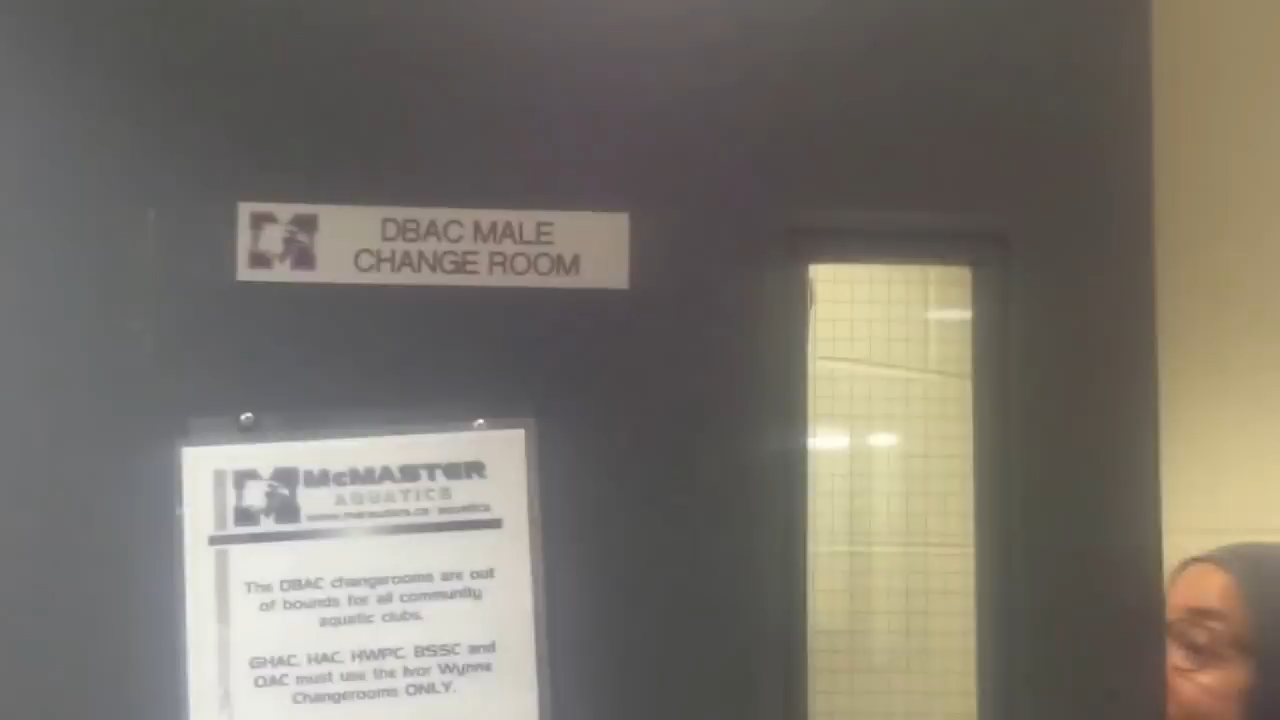 DBAC MALE
CHANGE ROOM
McMASTER
AQUATICS
The DBAC changerooms are out
of bounds for all community
aquatic clubs.
GHAC, HAC, HWPC, BSSC and
OAC must use the Ivor Wynne
Changerooms ONLY.